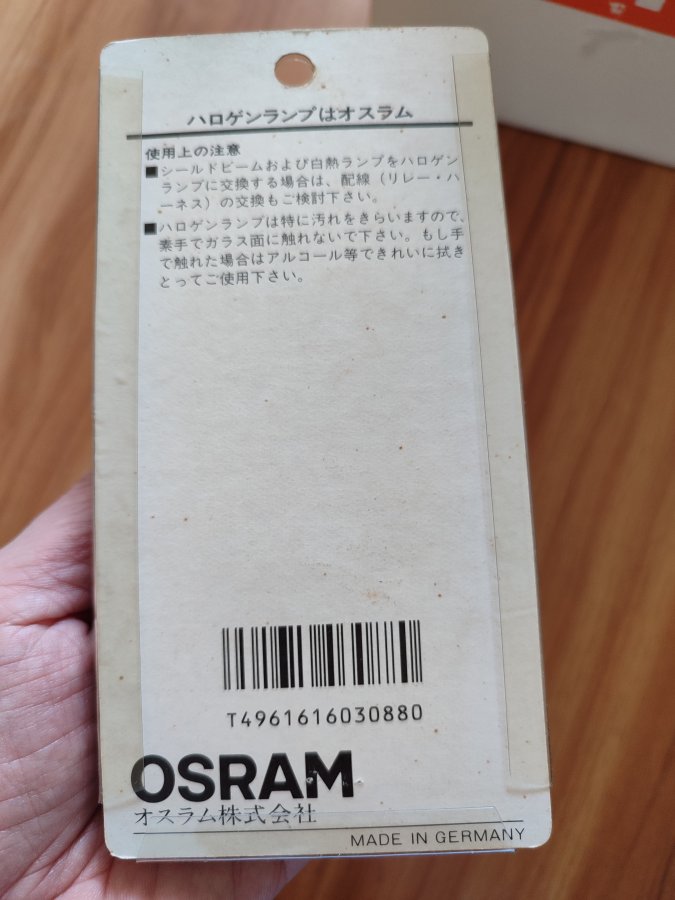 ハロゲンランプはオスラム
使用上の注意
■シールドビームおよび白熱ランプをハロゲン
ランプに交換する場合は、配線（リレー・ハ
ーネス）の交換もご検討下さい。
■ハロゲンランプは特に汚れをきらいますので、
素手でガラス面に触れないで下さい。もし手
で触れた場合はアルコール等できれいに拭き
とってご使用下さい。
T4961616030880
OSRAM
オスラム株式会社
MADE IN GERMANY